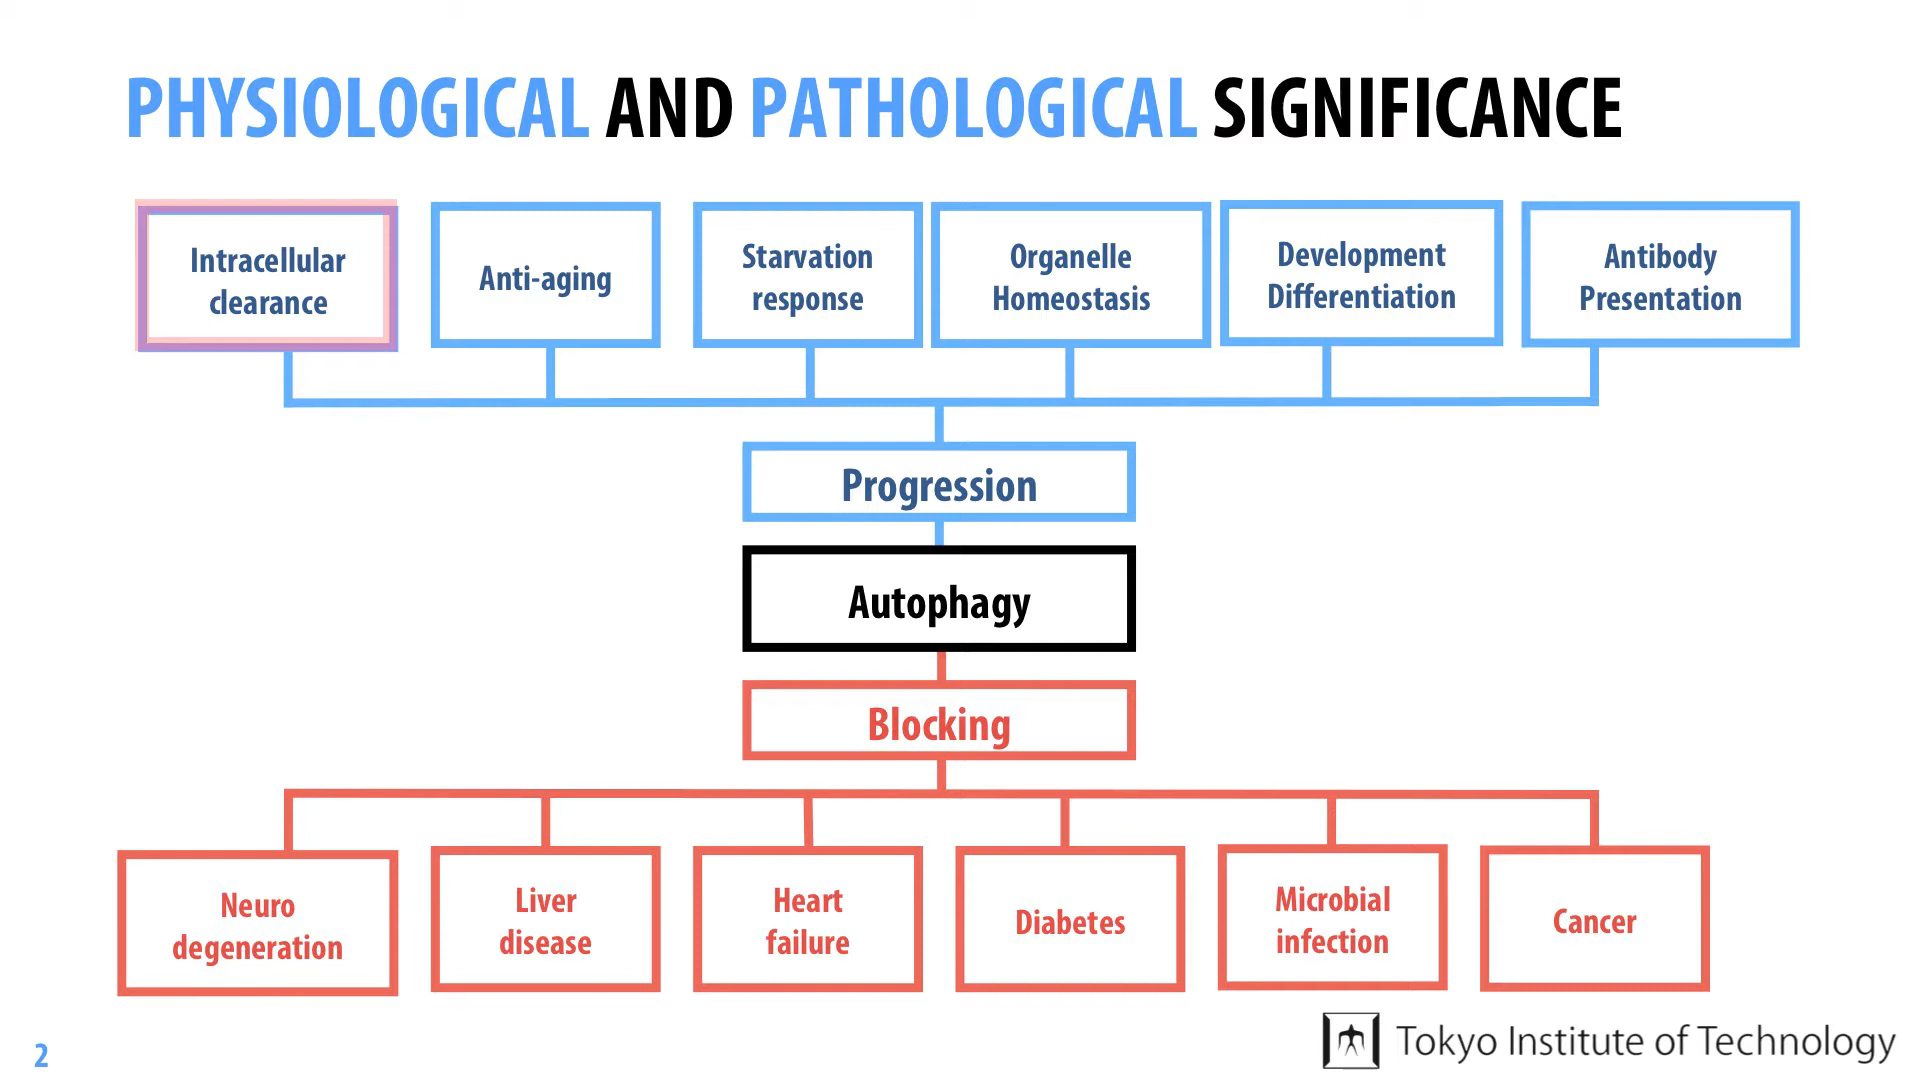 PHYSIOLOGICAL AND PATHOLOGICAL SIGNIFICANCE
Intracellular
clearance
Anti-aging
Starvation
response
Organelle
Homeostasis
Development
Differentiation
Antibody
Presentation
Progression
Autophagy
Blocking
Neuro
degeneration
Liver
disease
Heart
failure
Diabetes
Microbial
infection
Cancer
2
Tokyo Institute of Technology